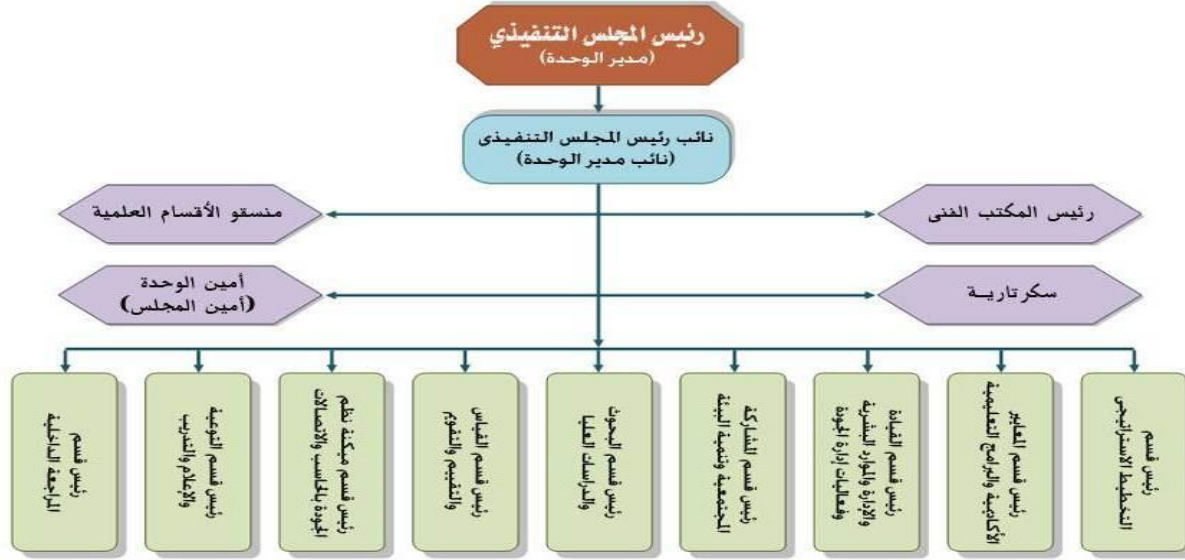 رئيس المجلس التنفيذي
(مدير الوحدة)
نائب رئيس المجلس التنفيذى
(نائب مدير الوحدة)
رئيس المكتب الفنى
منسقو الأقسام العلمية
سكرتارية
أمين الوحدة
(أمين المجلس)
رئيس قسم
التخطيط الاستراتيجى
رئيس قسم المعايير
الأكاديمية والبرامج التعليمية
رئيس قسم القيادة
والادارة والموارد البشرية
وفعاليات إدارة الجودة
رئيس قسم المشاركة
المجتمعية وتنمية البيئة
رئيس قسم البحوث
والدراسات العليا
رئيس قسم القياس
والتقييم والتقويم
رئيس قسم ميكنة نظم
الجودة بالحاسب والاتصالات
رئيس قسم التوعية
والإعلام والتدريب
رئيس قسم
المراجعة الداخلية